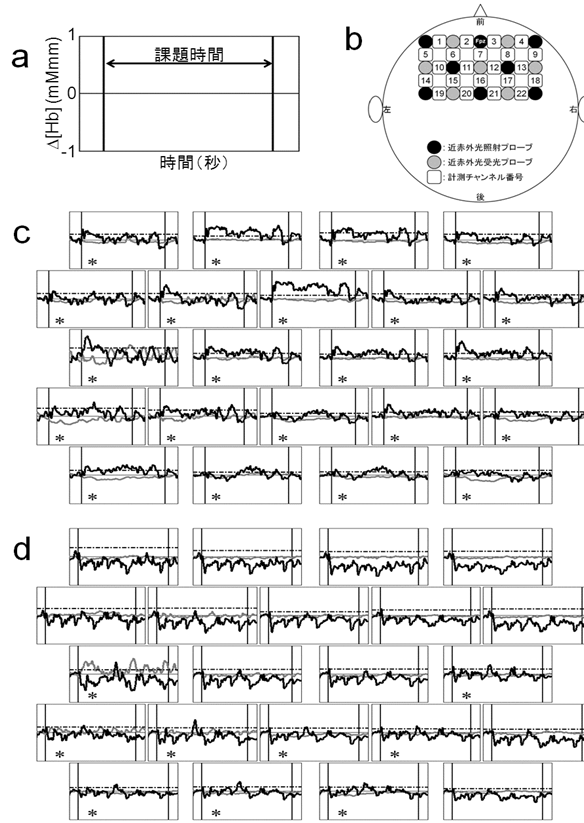 a
1
0
-1
Δ[Hb] (mMmm)
課題時間
時間(秒)
b
前
1 2 Fpz 3 4
5 6 7 8 9
10 11 12 13
14 15 16 17 18
19 20 21 22
左
右
:近赤外光照射プローブ
:近赤外光受光プローブ
:計測チャンネル番号
後
c
* * * *
* * * * *
* * * *
* * * * *
* * * *
d
* *
* * * *
* * *